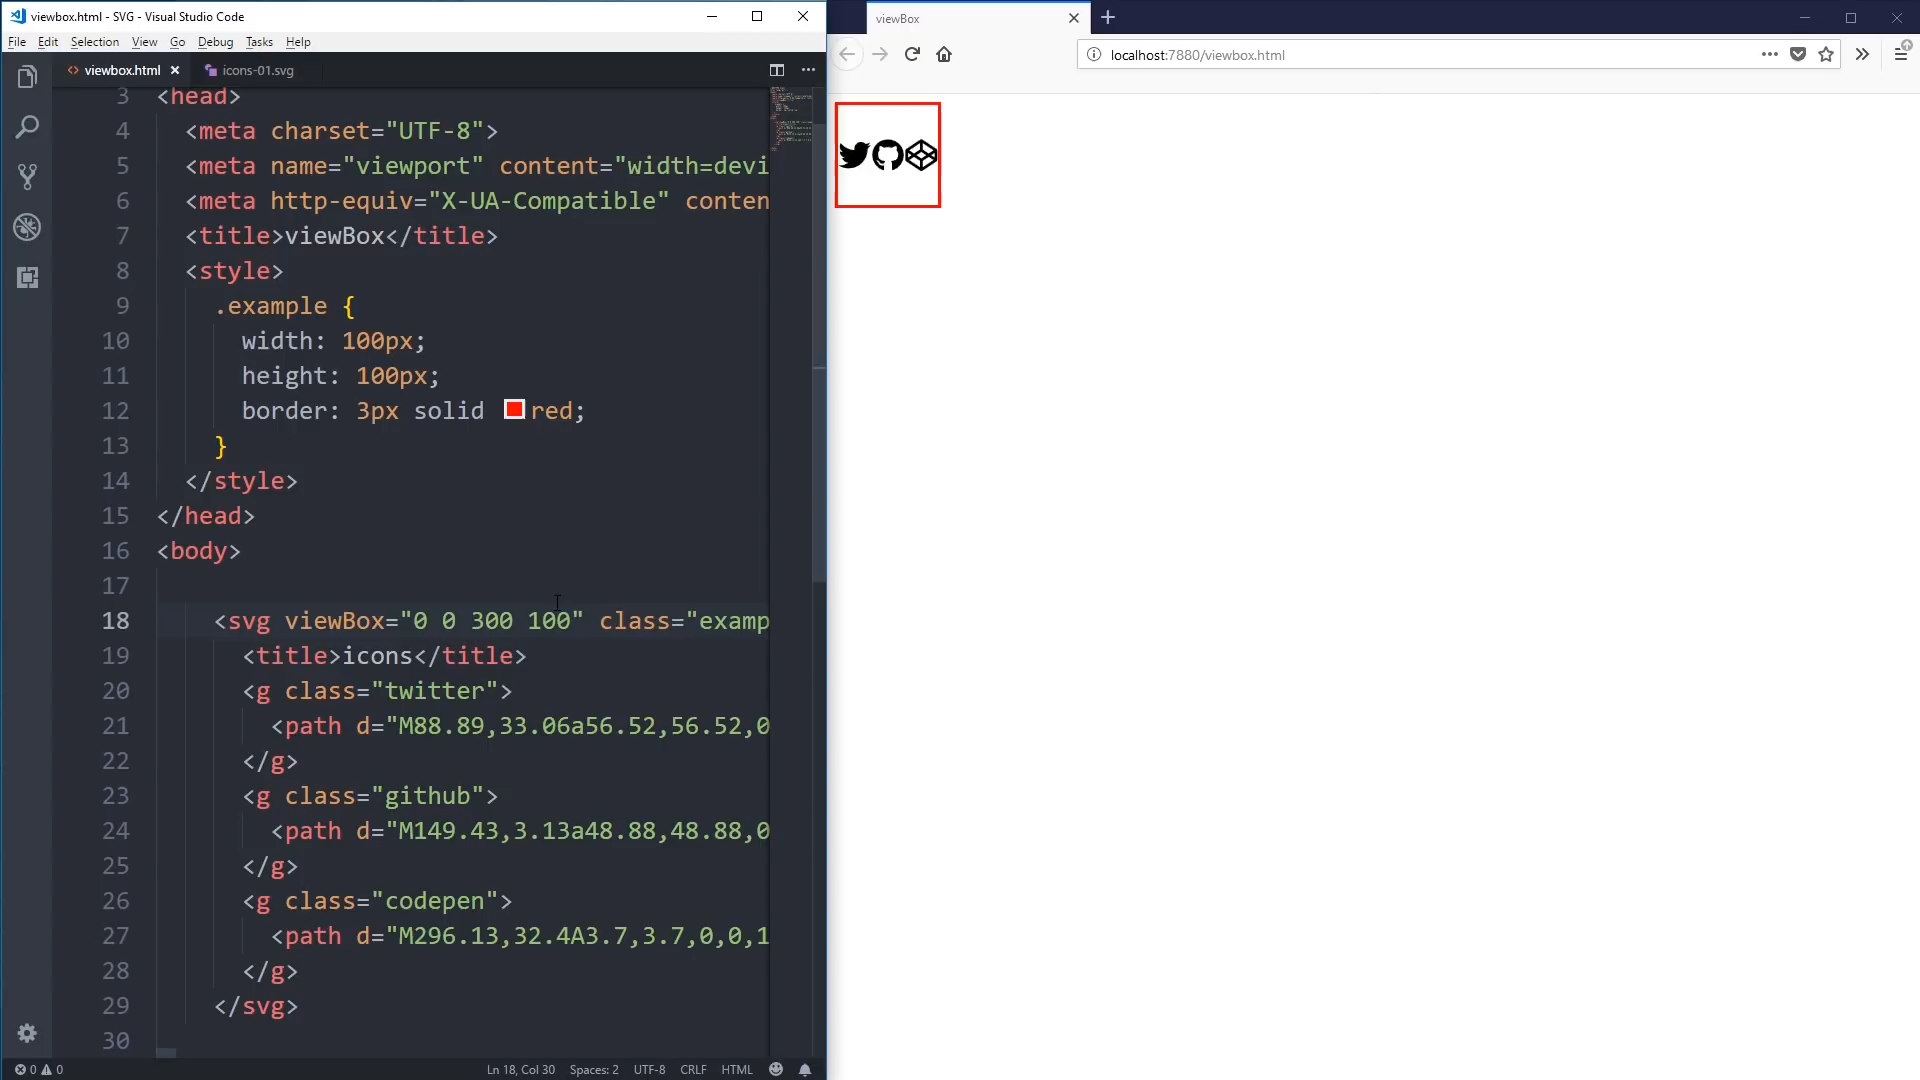 viewbox.html - SVG - Visual Studio Code
File Edit Selection View Go Debug Tasks Help
<> viewbox.html icons-01.svg
3 <head>
4 <meta charset="UTF-8">
5 <meta name="viewport" content="width=devi
6 <meta http-equiv="X-UA-Compatible" conten
7 <title>viewBox</title>
8 <style>
9 .example {
10 width: 100px;
11 height: 100px;
12 border: 3px solid red;
13 }
14 </style>
15 </head>
16 <body>
17
18 <svg viewBox="0 0 300 100" class="examp
19 <title>icons</title>
20 <g class="twitter">
21 <path d="M88.89,33.06a56.52,56.52,0
22 </g>
23 <g class="github">
24 <path d="M149.43,3.13a48.88,48.88,0
25 </g>
26 <g class="codepen">
27 <path d="M296.13,32.4A3.7,3.7,0,0,1
28 </g>
29 </svg>
30
0 0 Ln 18, Col 30 Spaces: 2 UTF-8 CRLF HTML
viewBox
localhost:7880/viewbox.html